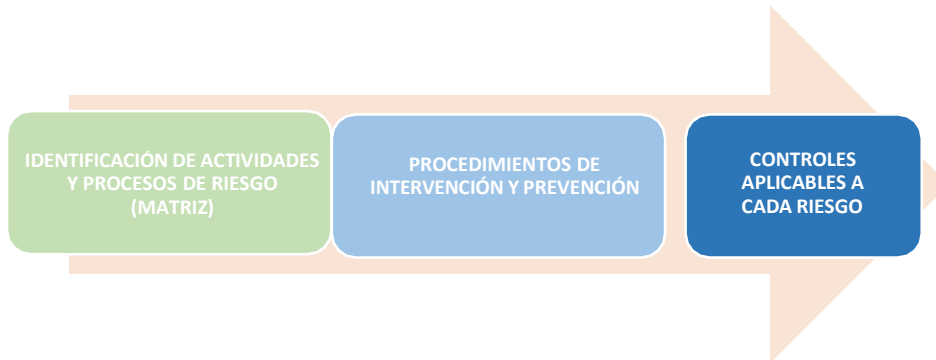 IDENTIFICACIÓN DE ACTIVIDADES
Y PROCESOS DE RIESGO
(MATRIZ)
PROCEDIMIENTOS DE
INTERVENCIÓN Y PREVENCIÓN
CONTROLES
APLICABLES A
CADA RIESGO